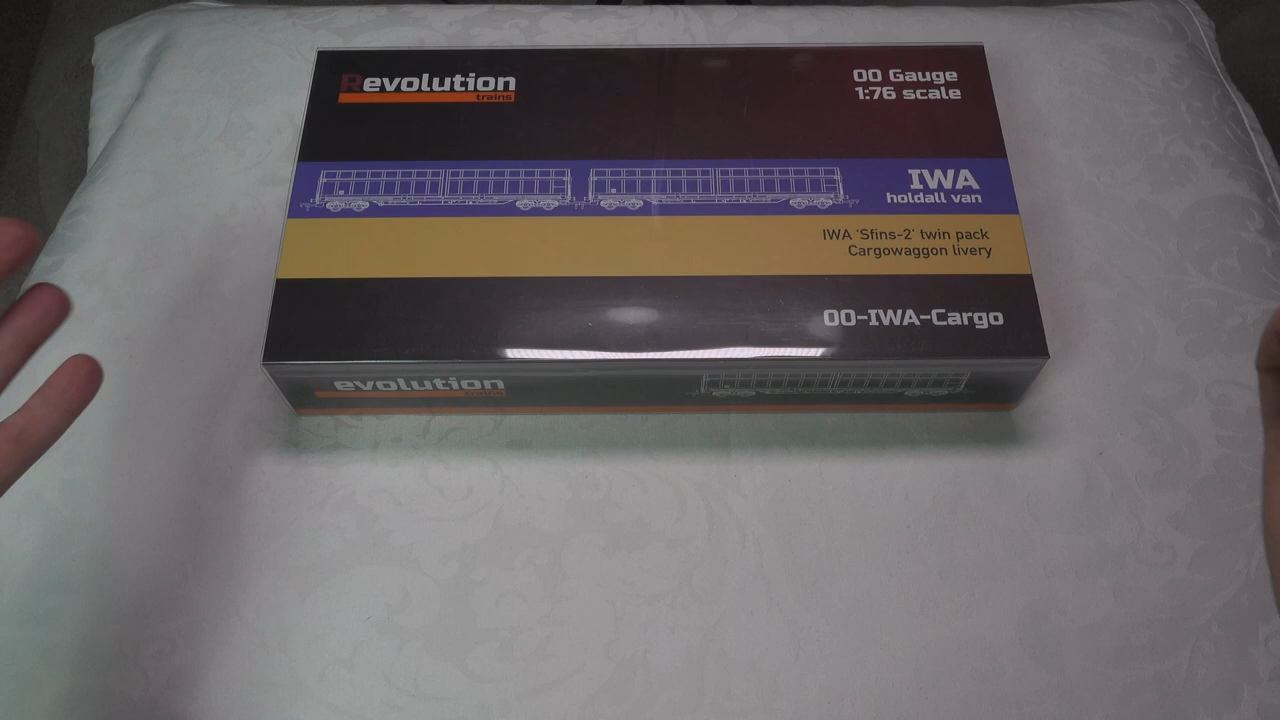 Revolution
trains
00 Gauge
1:76 scale
IWA
holdall van
IWA 'Sfins-2' twin pack
Cargowaggon livery
00-IWA-Cargo
evolution
trains